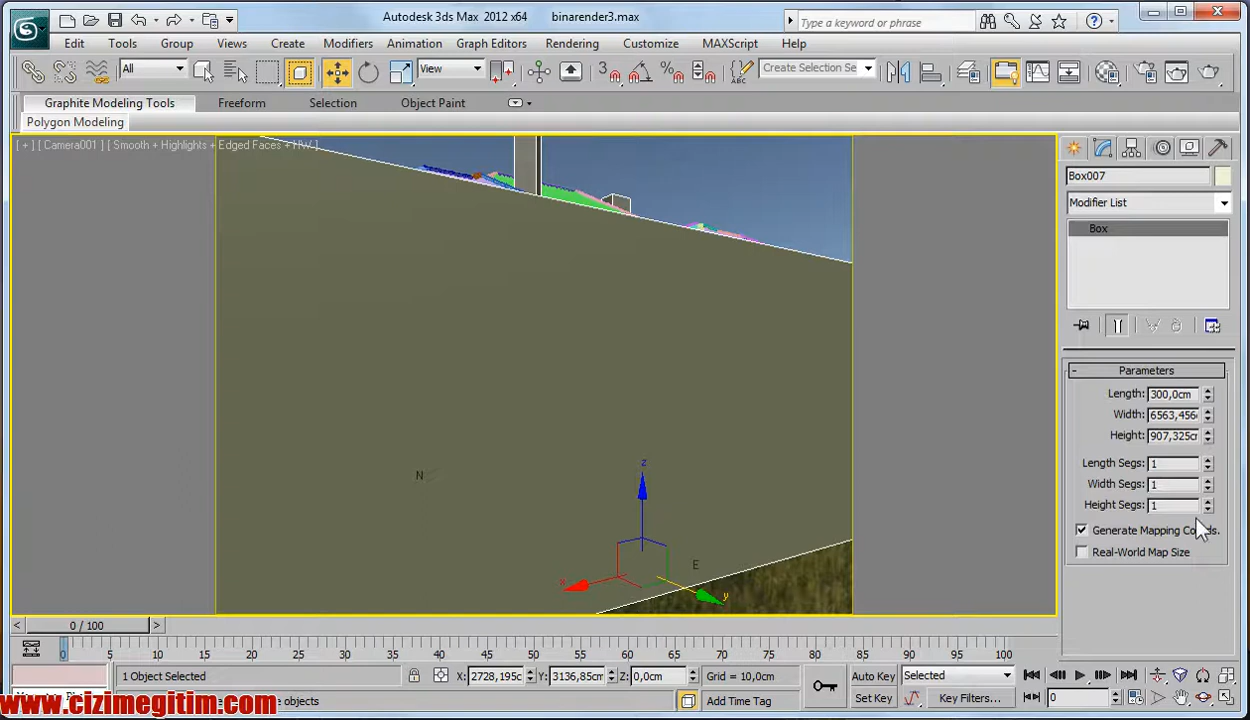 Autodesk 3ds Max 2012 x64 binarender3.max
Type a keyword or phrase
Edit Tools Group Views Create Modifiers Animation Graph Editors Rendering Customize MAXScript Help
All View 3 ABC Create Selection Se
Graphite Modeling Tools Freeform Selection Object Paint
Polygon Modeling
[ + ] [ Camera001 ] [ Smooth + Highlights + Edged Faces + HW ]
Box007
Modifier List
Box
- Parameters
Length: 300,0cm
Width: 6563,456
Height: 907,325cm
Length Segs: 1
Width Segs: 1
Height Segs: 1
Generate Mapping Coords.
Real-World Map Size
N
z
E
x
y
< 0 / 100 >
0 5 10 15 20 25 30 35 40 45 50 55 60 65 70 75 80 85 90 95 100
1 Object Selected X: 2728,195c Y: 3136,85cm Z: 0,0cm Grid = 10,0cm Auto Key Selected
objects Add Time Tag Set Key Key Filters... 0
www.cizimegitim.com